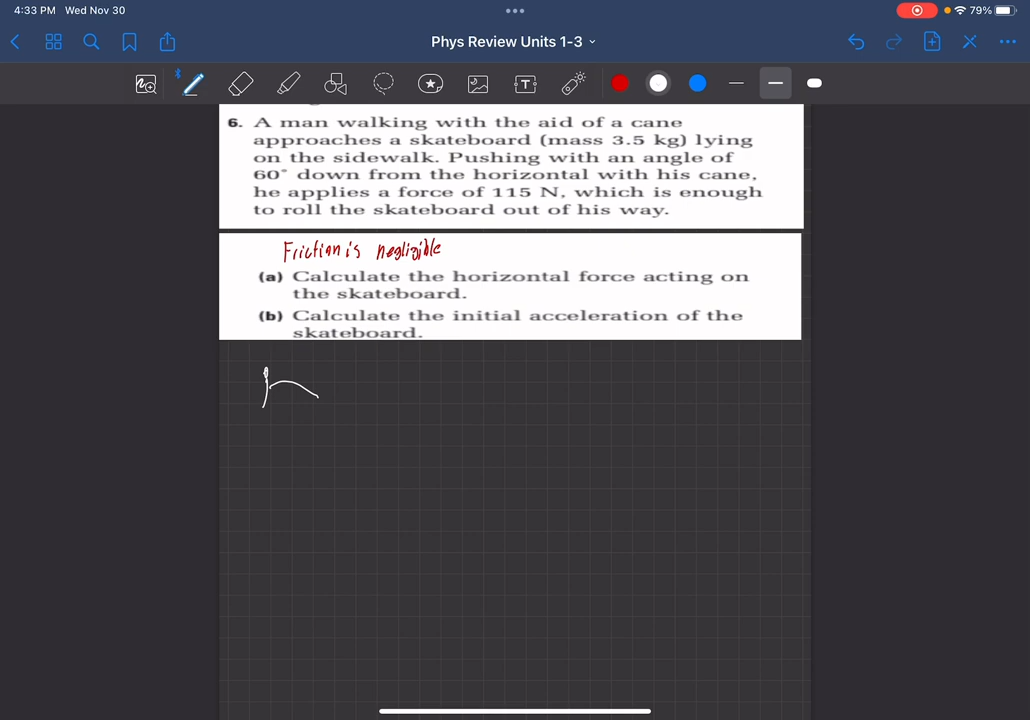 4:33 PM Wed Nov 30
79%
Phys Review Units 1-3
T
6. A man walking with the aid of a cane
approaches a skateboard (mass 3.5 kg) lying
on the sidewalk. Pushing with an angle of
60° down from the horizontal with his cane,
he applies a force of 115 N, which is enough
to roll the skateboard out of his way.
Friction is negligible
(a) Calculate the horizontal force acting on
the skateboard.
(b) Calculate the initial acceleration of the
skateboard.